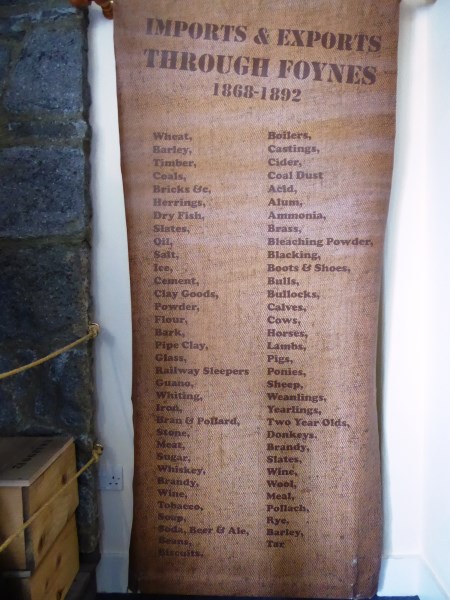 IMPORTS & EXPORTS
THROUGH FOYNES
1868-1892
Wheat,
Barley,
Timber,
Coals,
Bricks &c,
Herrings,
Dry Fish,
Slates,
Oil,
Salt,
Ice,
Cement,
Clay Goods,
Powder,
Flour,
Bark,
Pipe Clay,
Glass,
Railway Sleepers
Guano,
Whiting,
Iron,
Bran & Pollard,
Stone,
Meat,
Sugar,
Whiskey,
Brandy,
Wine,
Tobacco,
Soup,
Soda, Beer & Ale,
Beans,
Biscuits,
Boilers,
Castings,
Cider,
Coal Dust
Acid,
Alum,
Ammonia,
Brass,
Bleaching Powder,
Blacking,
Boots & Shoes,
Bulls,
Bullocks,
Calves,
Cows,
Horses,
Lambs,
Pigs,
Ponies,
Sheep,
Weanlings,
Yearlings,
Two Year Olds,
Donkeys,
Brandy,
Slates,
Wine,
Wool,
Meal,
Pollach,
Rye,
Barley,
Tar